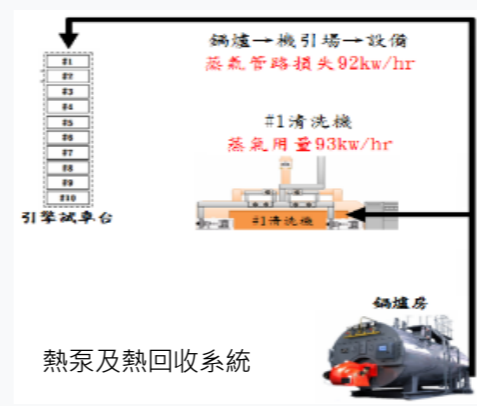 鍋爐→機引場→設備
蒸氣管路損失92kw/hr
#1
#2
#3
#4
#5
#6
#7
#8
#9
#10
引擎試車台
#1清洗機
蒸氣用量93kw/hr
#1清洗機
鍋爐房
熱泵及熱回收系統